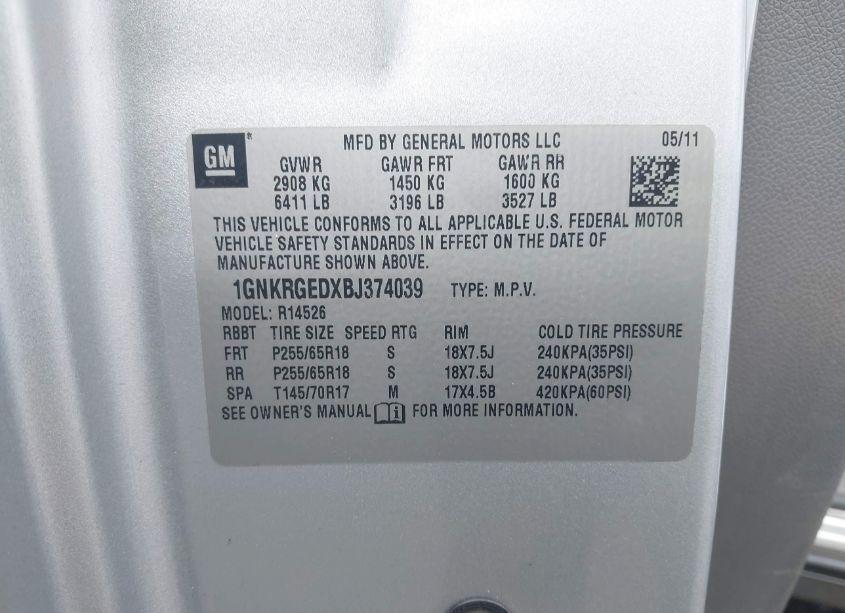 GM MFD BY GENERAL MOTORS LLC 05/11
GVWR GAWR FRT GAWR RR
2908 KG 1450 KG 1600 KG
6411 LB 3196 LB 3527 LB
THIS VEHICLE CONFORMS TO ALL APPLICABLE U.S. FEDERAL MOTOR
VEHICLE SAFETY STANDARDS IN EFFECT ON THE DATE OF
MANUFACTURE SHOWN ABOVE.
1GNKRGEDXBJ374039 TYPE: M.P.V.
MODEL: R14526
RBBT TIRE SIZE SPEED RTG RIM COLD TIRE PRESSURE
FRT P255/65R18 S 18X7.5J 240KPA(35PSI)
RR P255/65R18 S 18X7.5J 240KPA(35PSI)
SPA T145/70R17 M 17X4.5B 420KPA(60PSI)
SEE OWNER'S MANUAL i FOR MORE INFORMATION.